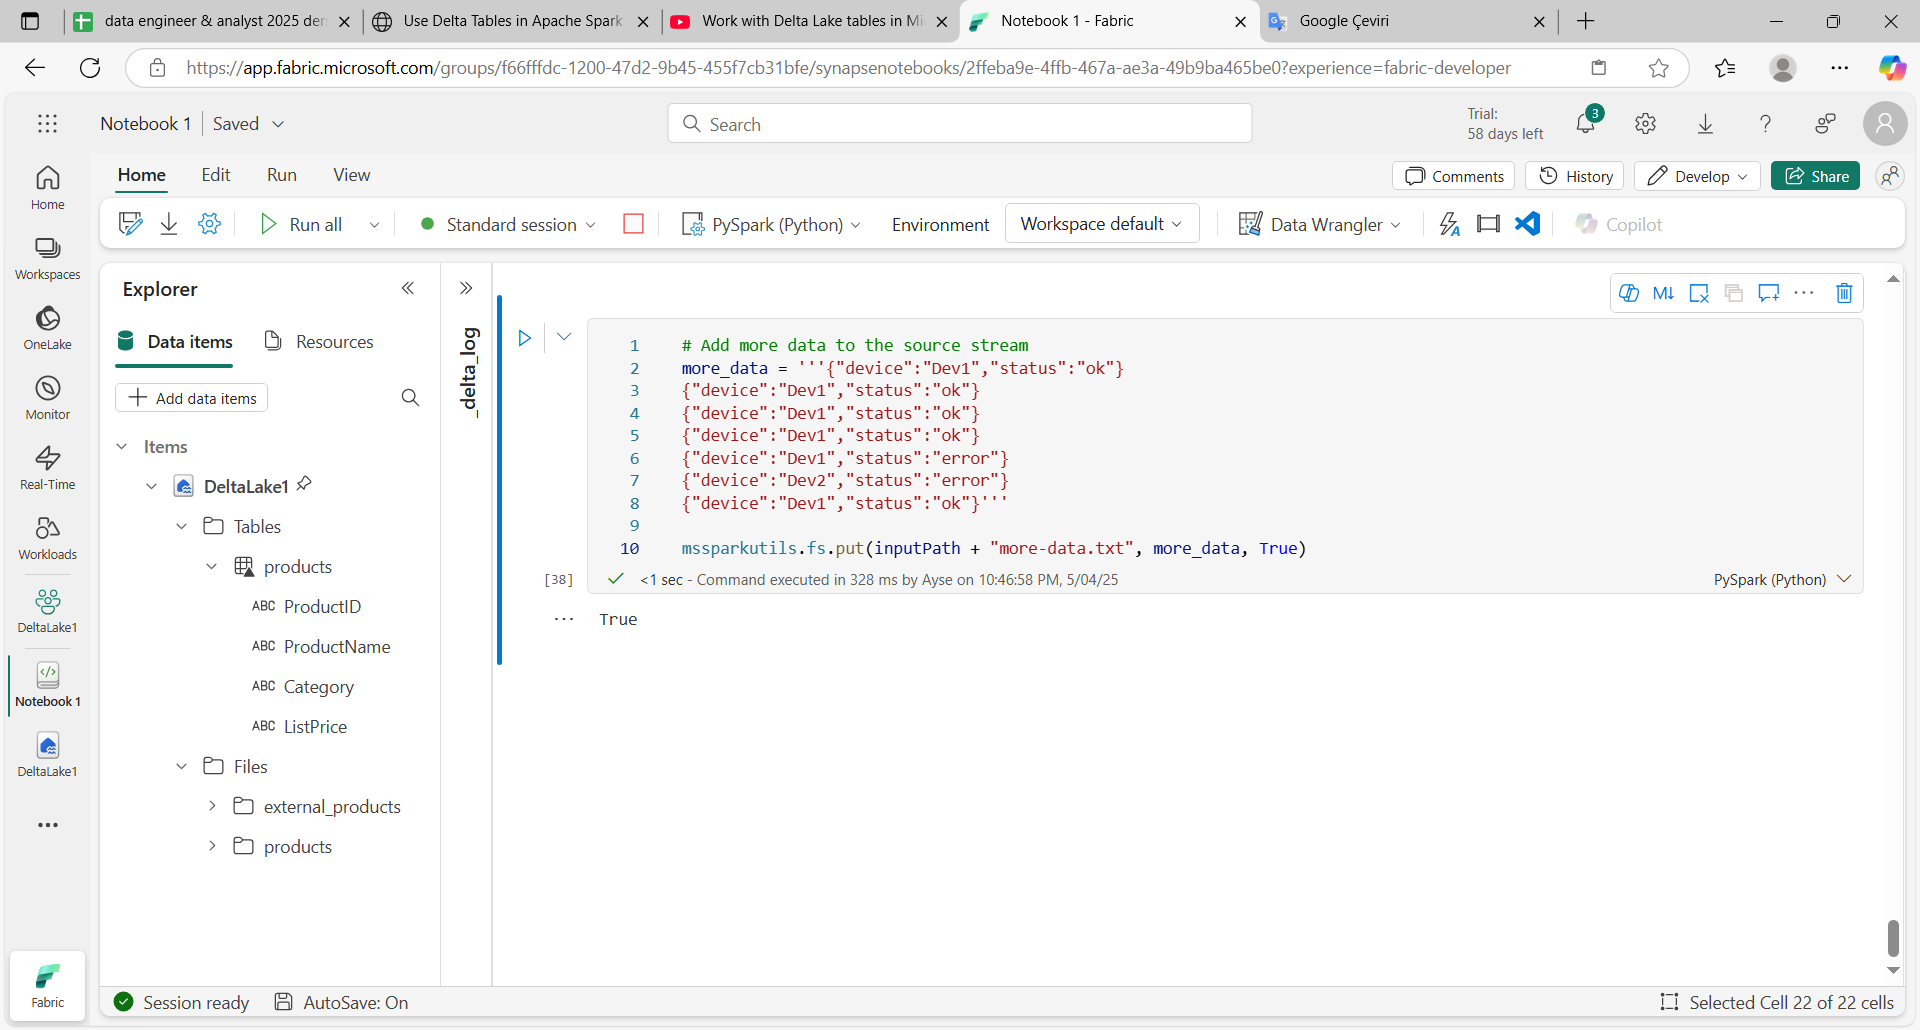 data engineer & analyst 2025 der
Use Delta Tables in Apache Spark
Work with Delta Lake tables in Mi
Notebook 1 - Fabric
Google Çeviri
https://app.fabric.microsoft.com/groups/f66fffdc-1200-47d2-9b45-455f7cb31bfe/synapsenotebooks/2ffeba9e-4ffb-467a-ae3a-49b9ba465be0?experience=fabric-developer
Notebook 1
Saved
Search
Trial:
58 days left
3
Home
Edit
Run
View
Comments
History
Develop
Share
Run all
Standard session
PySpark (Python)
Environment
Workspace default
Data Wrangler
Copilot
Home
Workspaces
OneLake
Monitor
Real-Time
Workloads
DeltaLake1
Notebook 1
DeltaLake1
Fabric
Explorer
Data items
Resources
Add data items
Items
DeltaLake1
Tables
products
ABC ProductID
ABC ProductName
ABC Category
ABC ListPrice
Files
external_products
products
_delta_log
M↓
1 # Add more data to the source stream
2 more_data = '''{"device":"Dev1","status":"ok"}
3 {"device":"Dev1","status":"ok"}
4 {"device":"Dev1","status":"ok"}
5 {"device":"Dev1","status":"ok"}
6 {"device":"Dev1","status":"error"}
7 {"device":"Dev2","status":"error"}
8 {"device":"Dev1","status":"ok"}'''
9
10 mssparkutils.fs.put(inputPath + "more-data.txt", more_data, True)
[38]
<1 sec - Command executed in 328 ms by Ayse on 10:46:58 PM, 5/04/25
PySpark (Python)
True
Session ready
AutoSave: On
Selected Cell 22 of 22 cells